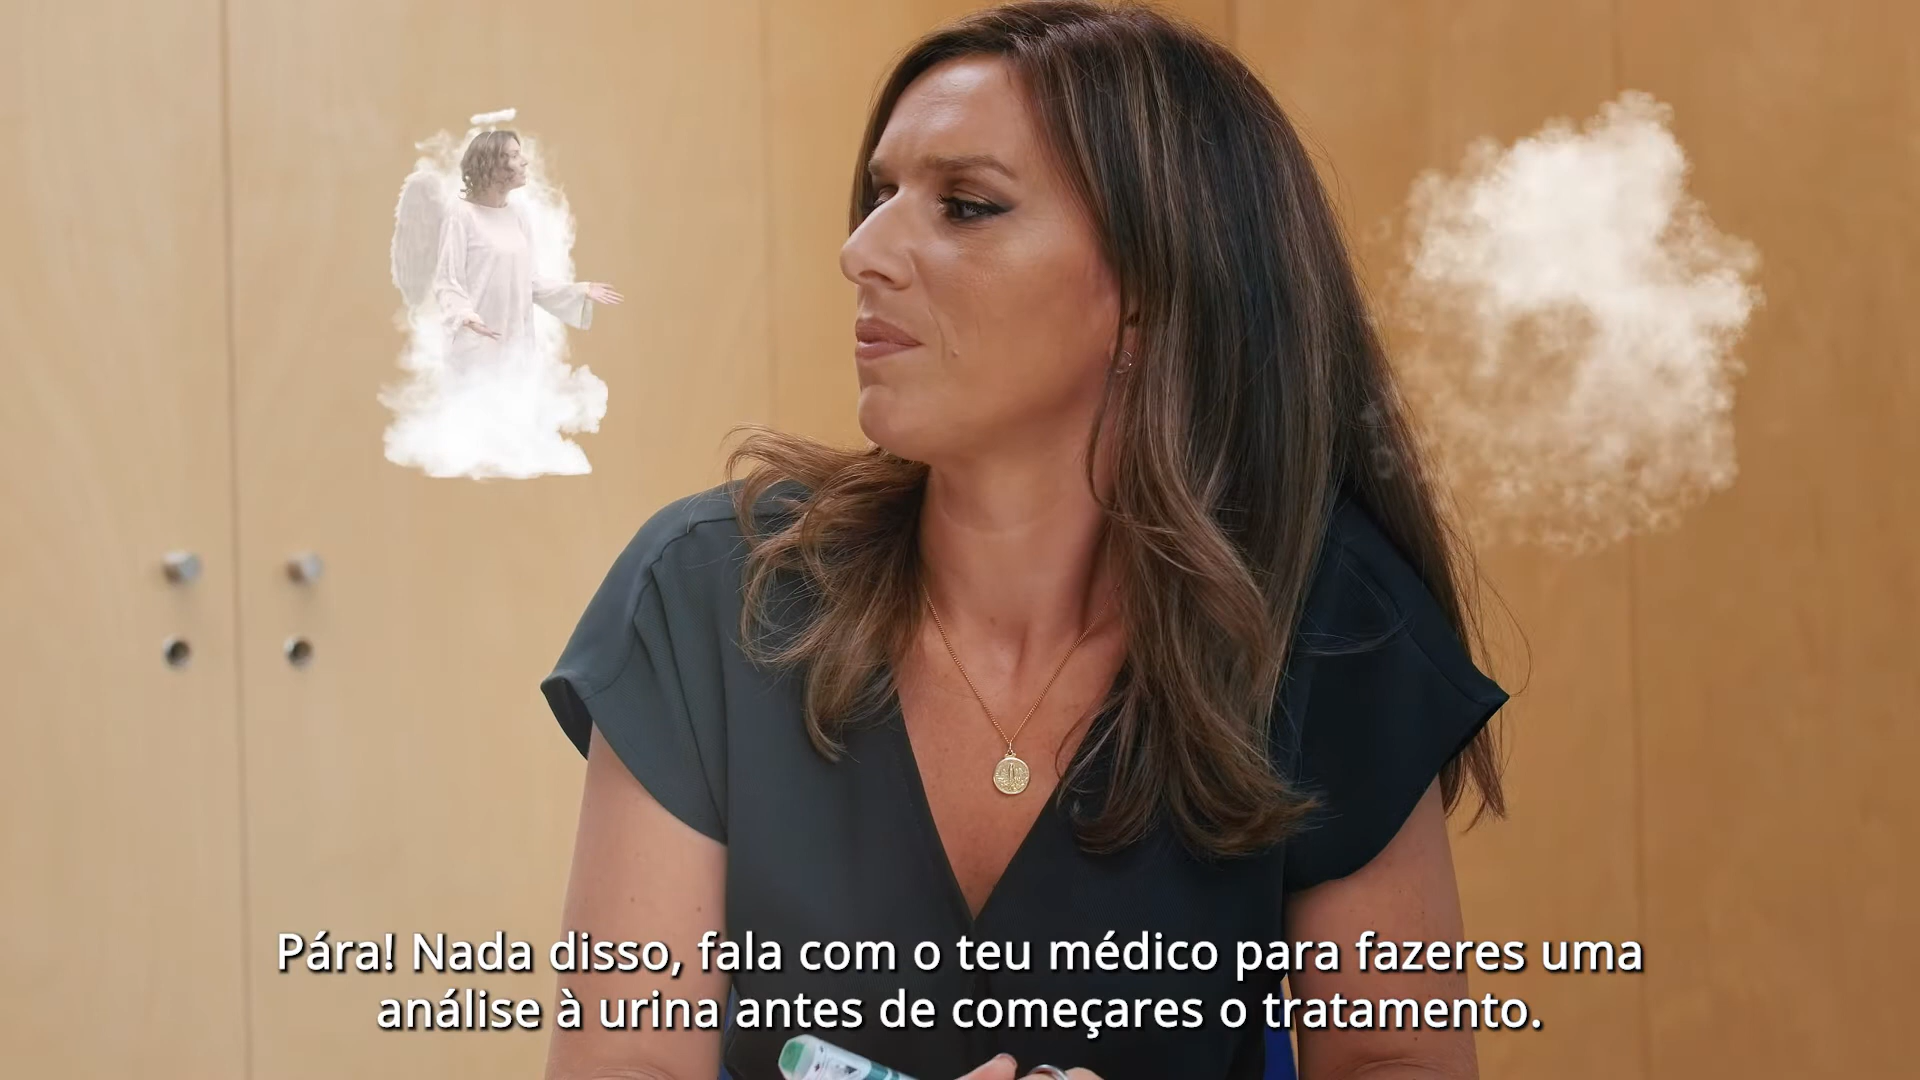 Pára! Nada disso, fala com o teu médico para fazeres uma
análise à urina antes de começares o tratamento.